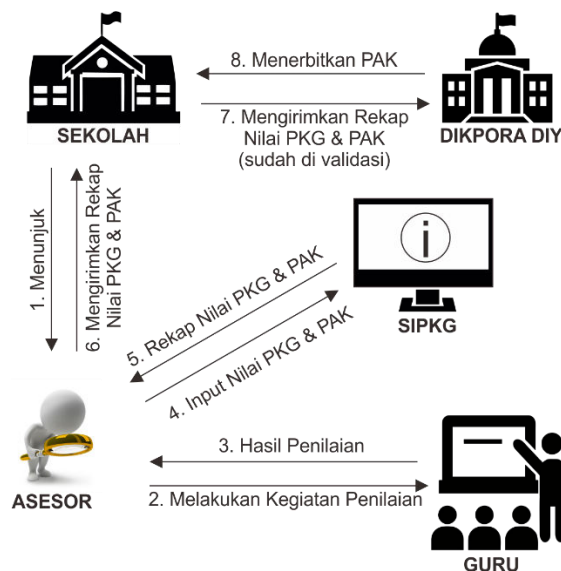 8. Menerbitkan PAK
7. Mengirimkan Rekap
Nilai PKG & PAK
(sudah di validasi)
SEKOLAH
DIKPORA DIY
1. Menunjuk
6. Mengirimkan Rekap
Nilai PKG & PAK
i
SIPKG
5. Rekap Nilai PKG & PAK
4. Input Nilai PKG & PAK
3. Hasil Penilaian
2. Melakukan Kegiatan Penilaian
ASESOR
GURU